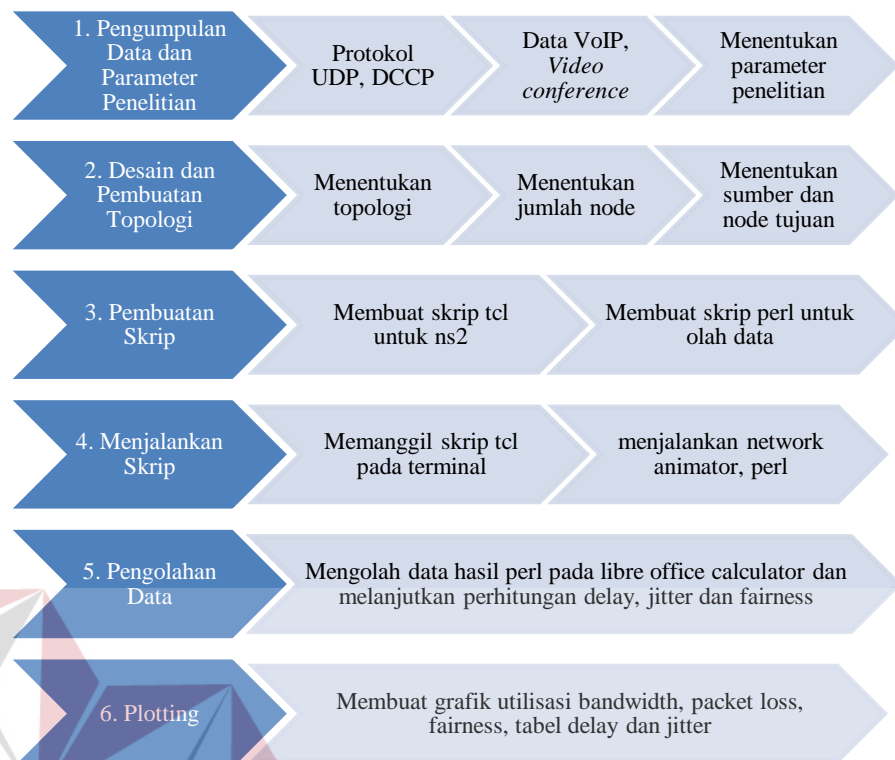 1. Pengumpulan
Data dan
Parameter
Penelitian
Protokol
UDP, DCCP
Data VoIP,
Video
conference
Menentukan
parameter
penelitian
2. Desain dan
Pembuatan
Topologi
Menentukan
topologi
Menentukan
jumlah node
Menentukan
sumber dan
node tujuan
3. Pembuatan
Skrip
Membuat skrip tcl
untuk ns2
Membuat skrip perl untuk
olah data
4. Menjalankan
Skrip
Memanggil skrip tcl
pada terminal
menjalankan network
animator, perl
5. Pengolahan
Data
Mengolah data hasil perl pada libre office calculator dan
melanjutkan perhitungan delay, jitter dan fairness
6. Plotting
Membuat grafik utilisasi bandwidth, packet loss,
fairness, tabel delay dan jitter